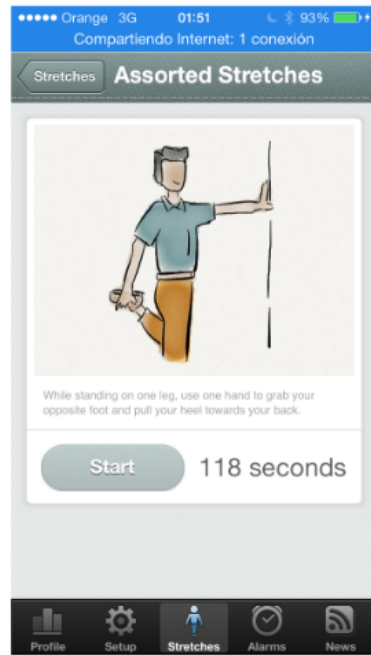 Orange 3G 01:51 93%
Compartiendo Internet: 1 conexión
Stretches Assorted Stretches
While standing on one leg, use one hand to grab your
opposite foot and pull your heel towards your back.
Start 118 seconds
Profile Setup Stretches Alarms News